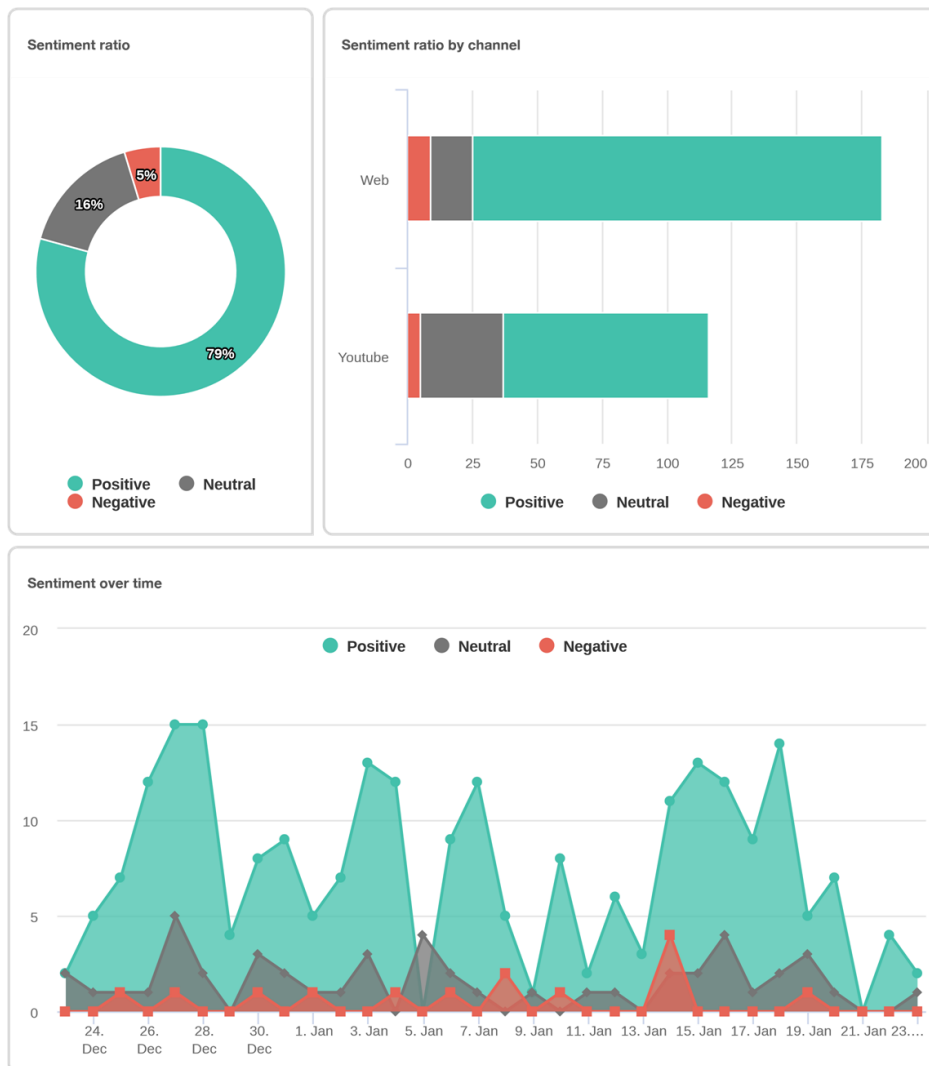 Sentiment ratio
5%
16%
79%
Positive Neutral
Negative
Sentiment ratio by channel
Web
Youtube
0 25 50 75 100 125 150 175 200
Positive Neutral Negative
Sentiment over time
Positive Neutral Negative
20
15
10
5
0
24. Dec 26. Dec 28. Dec 30. Dec 1. Jan 3. Jan 5. Jan 7. Jan 9. Jan 11. Jan 13. Jan 15. Jan 17. Jan 19. Jan 21. Jan 23.…